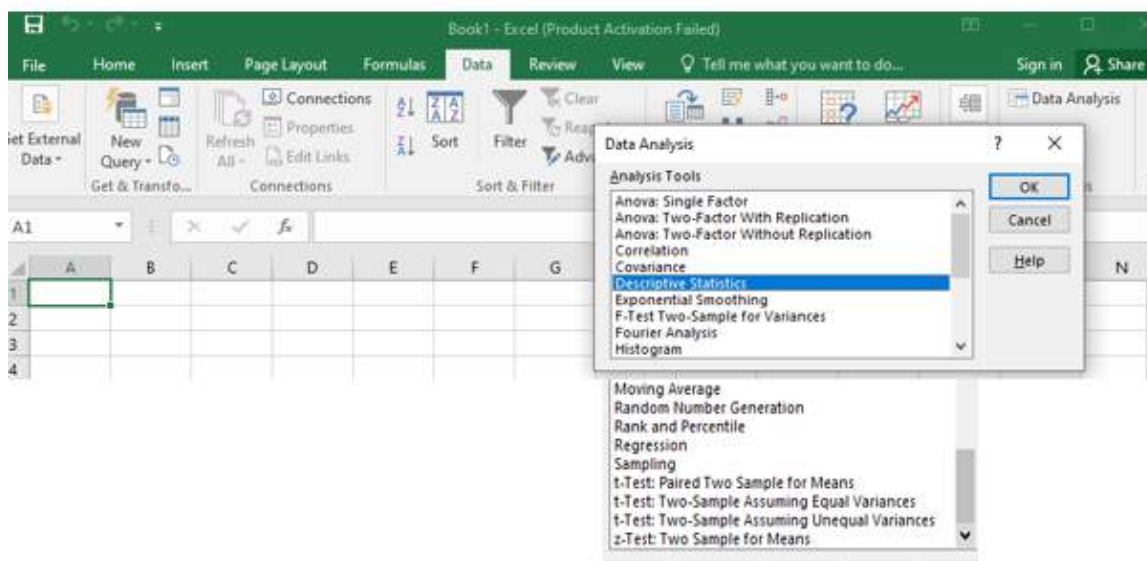 Book1 - Excel (Product Activation Failed)
File Home Insert Page Layout Formulas Data Review View Tell me what you want to do... Sign in Share
Get External Data
New Query
Get & Transfo...
Refresh All
Connections
Properties
Edit Links
Connections
Sort
Filter
Clear
Sort & Filter
Data Analysis
A1
fx
A B C D E F G N
1
2
3
4
Data Analysis ?
Analysis Tools
Anova: Single Factor
Anova: Two-Factor With Replication
Anova: Two-Factor Without Replication
Correlation
Covariance
Descriptive Statistics
Exponential Smoothing
F-Test Two-Sample for Variances
Fourier Analysis
Histogram
OK
Cancel
Help
Moving Average
Random Number Generation
Rank and Percentile
Regression
Sampling
t-Test: Paired Two Sample for Means
t-Test: Two-Sample Assuming Equal Variances
t-Test: Two-Sample Assuming Unequal Variances
z-Test: Two Sample for Means